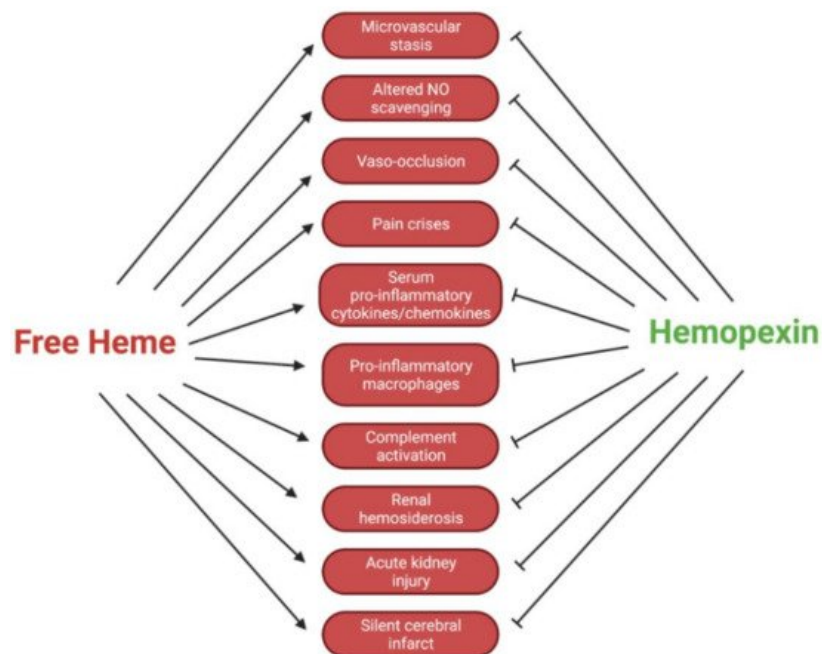 Microvascular
stasis
Altered NO
scavenging
Vaso-occlusion
Pain crises
Serum
pro-inflammatory
cytokines/chemokines
Free Heme
Hemopexin
Pro-inflammatory
macrophages
Complement
activation
Renal
hemosiderosis
Acute kidney
injury
Silent cerebral
infarct